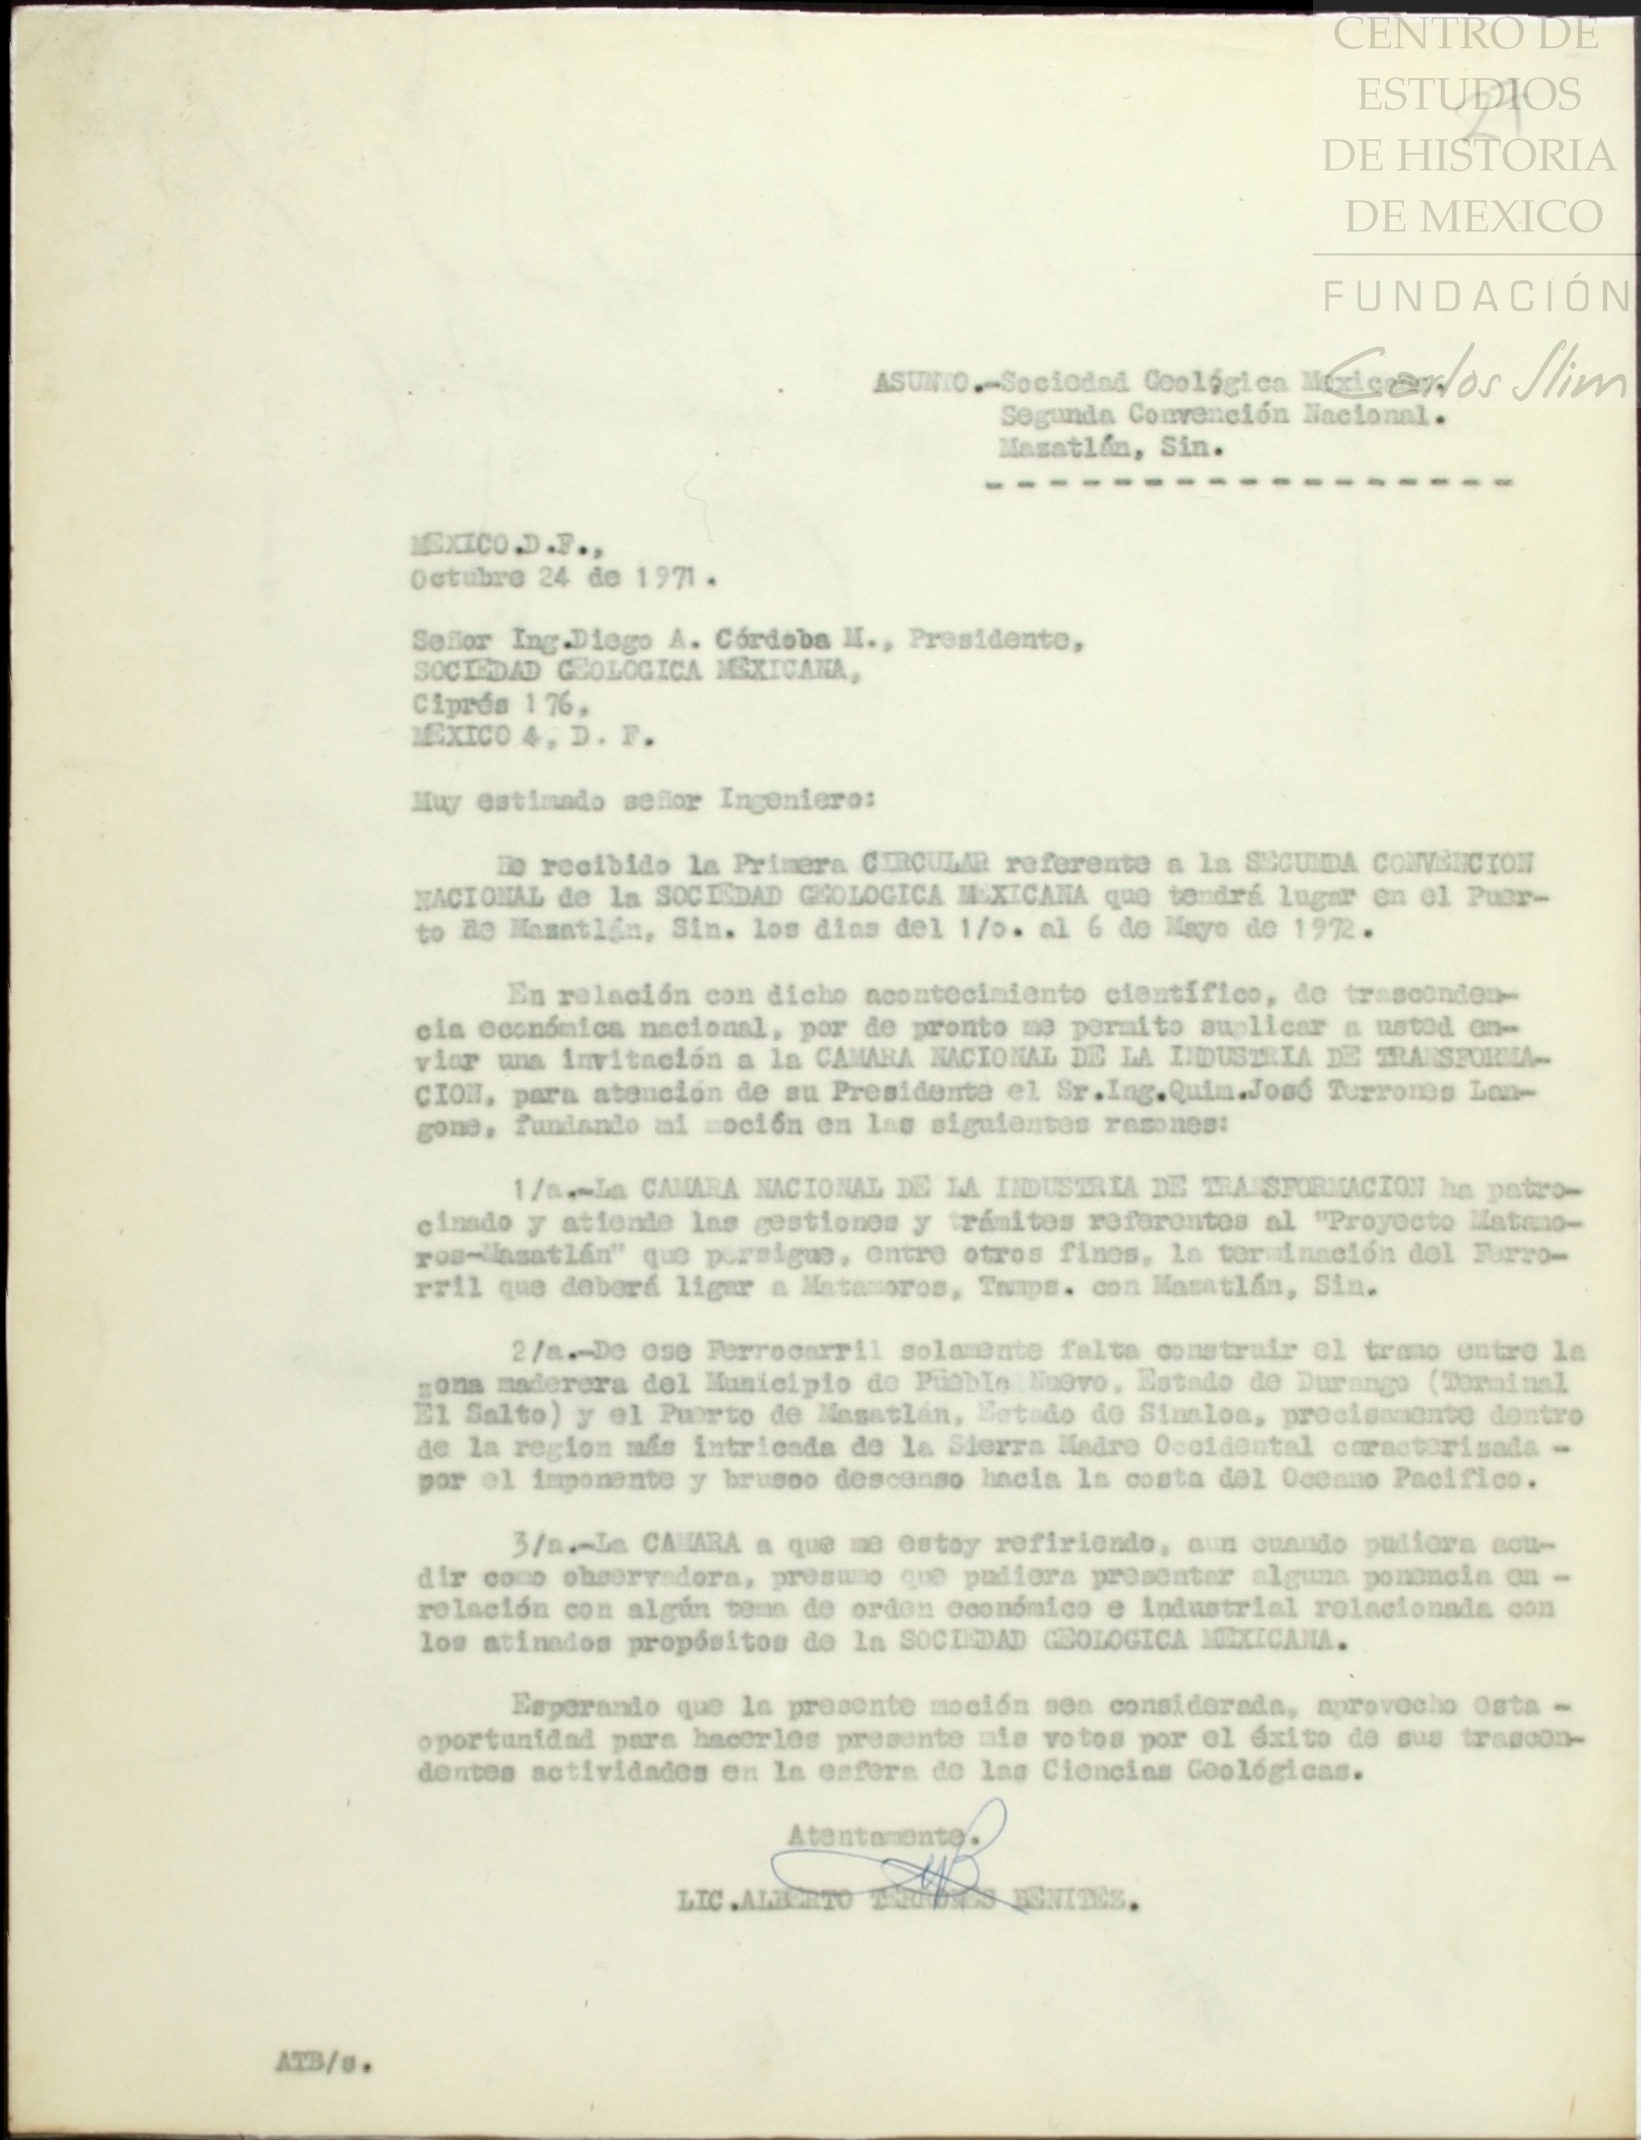 CENTRO DE
ESTUDIOS
DE HISTORIA
DE MEXICO
FUNDACIÓN
Carlos Slim
27
ASUNTO.-Sociedad Geológica Mexicana.
Segunda Convención Nacional.
Mazatlán, Sin.
- - - - - - - - - - - - - - - - -
MEXICO.D.F.,
Octubre 24 de 1971.
Señor Ing.Diego A. Córdoba M., Presidente,
SOCIEDAD GEOLOGICA MEXICANA,
Ciprés 176,
MEXICO 4, D. F.
Muy estimado señor Ingeniero:
He recibido la Primera CIRCULAR referente a la SEGUNDA CONVENCION
NACIONAL de la SOCIEDAD GEOLOGICA MEXICANA que tendrá lugar en el Puer-
to de Mazatlán, Sin. los dias del 1/o. al 6 de Mayo de 1972.
En relación con dicho acontecimiento científico, de trascenden-
cia económica nacional, por de pronto me permito suplicar a usted en-
viar una invitación a la CAMARA NACIONAL DE LA INDUSTRIA DE TRANSFORMA-
CION, para atención de su Presidente el Sr.Ing.Quim.José Terrones Lan-
gone, fundando mi moción en las siguientes razones:
1/a.-La CAMARA NACIONAL DE LA INDUSTRIA DE TRANSFORMACION ha patro-
cinado y atiende las gestiones y trámites referentes al "Proyecto Matamo-
ros-Mazatlán" que persigue, entre otros fines, la terminación del Ferro-
rril que deberá ligar a Matamoros, Tamps. con Mazatlán, Sin.
2/a.-De ese Ferrocarril solamente falta construir el tramo entre la
zona maderera del Municipio de Pueblo Nuevo, Estado de Durango (Terminal
El Salto) y el Puerto de Mazatlán, Estado de Sinaloa, precisamente dentro
de la region más intricada de la Sierra Madre Occidental caracterizada -
por el imponente y brusco descenso hacia la costa del Oceano Pacifico.
3/a.-La CAMARA a que me estoy refiriendo, aun cuando pudiera acu-
dir como observadora, presumo que pudiera presentar alguna ponencia en -
relación con algún tema de orden económico e industrial relacionada con
los atinados propósitos de la SOCIEDAD GEOLOGICA MEXICANA.
Esperando que la presente moción sea considerada, aprovecho esta -
oportunidad para hacerles presente mis votos por el éxito de sus trascen-
dentes actividades en la esfera de las Ciencias Geológicas.
Atentamente.
LIC.ALBERTO TERRONES BENITEZ.
ATB/s.